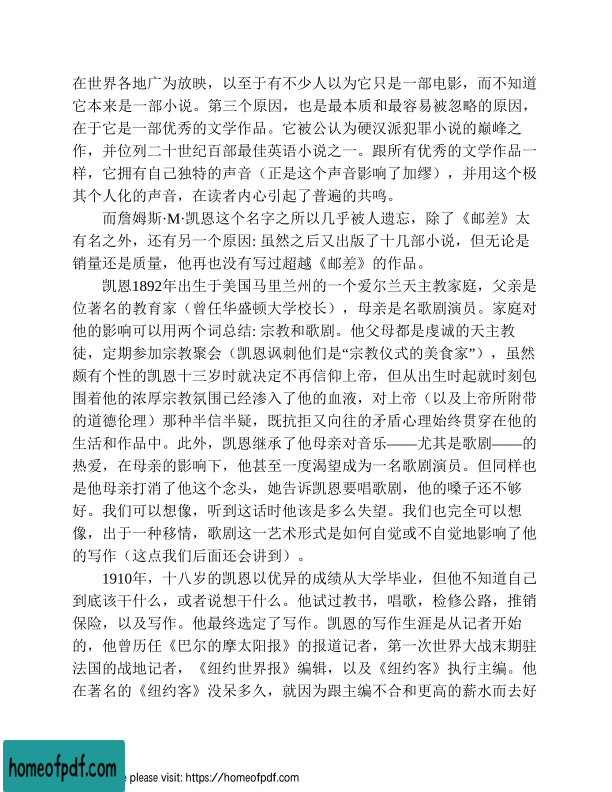 在世界各地广为放映，以至于有不少人以为它只是一部电影，而不知道
它本来是一部小说。第三个原因，也是最本质和最容易被忽略的原因，
在于它是一部优秀的文学作品。它被公认为硬汉派犯罪小说的巅峰之
作，并位列二十世纪百部最佳英语小说之一。跟所有优秀的文学作品一
样，它拥有自己独特的声音（正是这个声音影响了加缪），并用这个极
其个人化的声音，在读者内心引起了普遍的共鸣。
而詹姆斯·M·凯恩这个名字之所以几乎被人遗忘，除了《邮差》太
有名之外，还有另一个原因: 虽然之后又出版了十几部小说，但无论是
销量还是质量，他再也没有写过超越《邮差》的作品。
凯恩1892年出生于美国马里兰州的一个爱尔兰天主教家庭，父亲是
位著名的教育家（曾任华盛顿大学校长），母亲是名歌剧演员。家庭对
他的影响可以用两个词总结: 宗教和歌剧。他父母都是虔诚的天主教
徒，定期参加宗教聚会（凯恩讽刺他们是“宗教仪式的美食家”），虽然
颇有个性的凯恩十三岁时就决定不再信仰上帝，但从出生时起就时刻包
围着他的浓厚宗教氛围已经渗入了他的血液，对上帝（以及上帝所附带
的道德伦理）那种半信半疑，既抗拒又向往的矛盾心理始终贯穿在他的
生活和作品中。此外，凯恩继承了他母亲对音乐——尤其是歌剧——的
热爱，在母亲的影响下，他甚至一度渴望成为一名歌剧演员。但同样也
是他母亲打消了他这个念头，她告诉凯恩要唱歌剧，他的嗓子还不够
好。我们可以想像，听到这话时他该是多么失望。我们也完全可以想
像，出于一种移情，歌剧这一艺术形式是如何自觉或不自觉地影响了他
的写作（这点我们后面还会讲到）。
1910年，十八岁的凯恩以优异的成绩从大学毕业，但他不知道自己
到底该干什么，或者说想干什么。他试过教书，唱歌，检修公路，推销
保险，以及写作。他最终选定了写作。凯恩的写作生涯是从记者开始
的，他曾历任《巴尔的摩太阳报》的报道记者，第一次世界大战末期驻
法国的战地记者，《纽约世界报》编辑，以及《纽约客》执行主编。他
在著名的《纽约客》没呆多久，就因为跟主编不合和更高的薪水而去好
homeofpdf.com
e please visit: https://homeofpdf.com